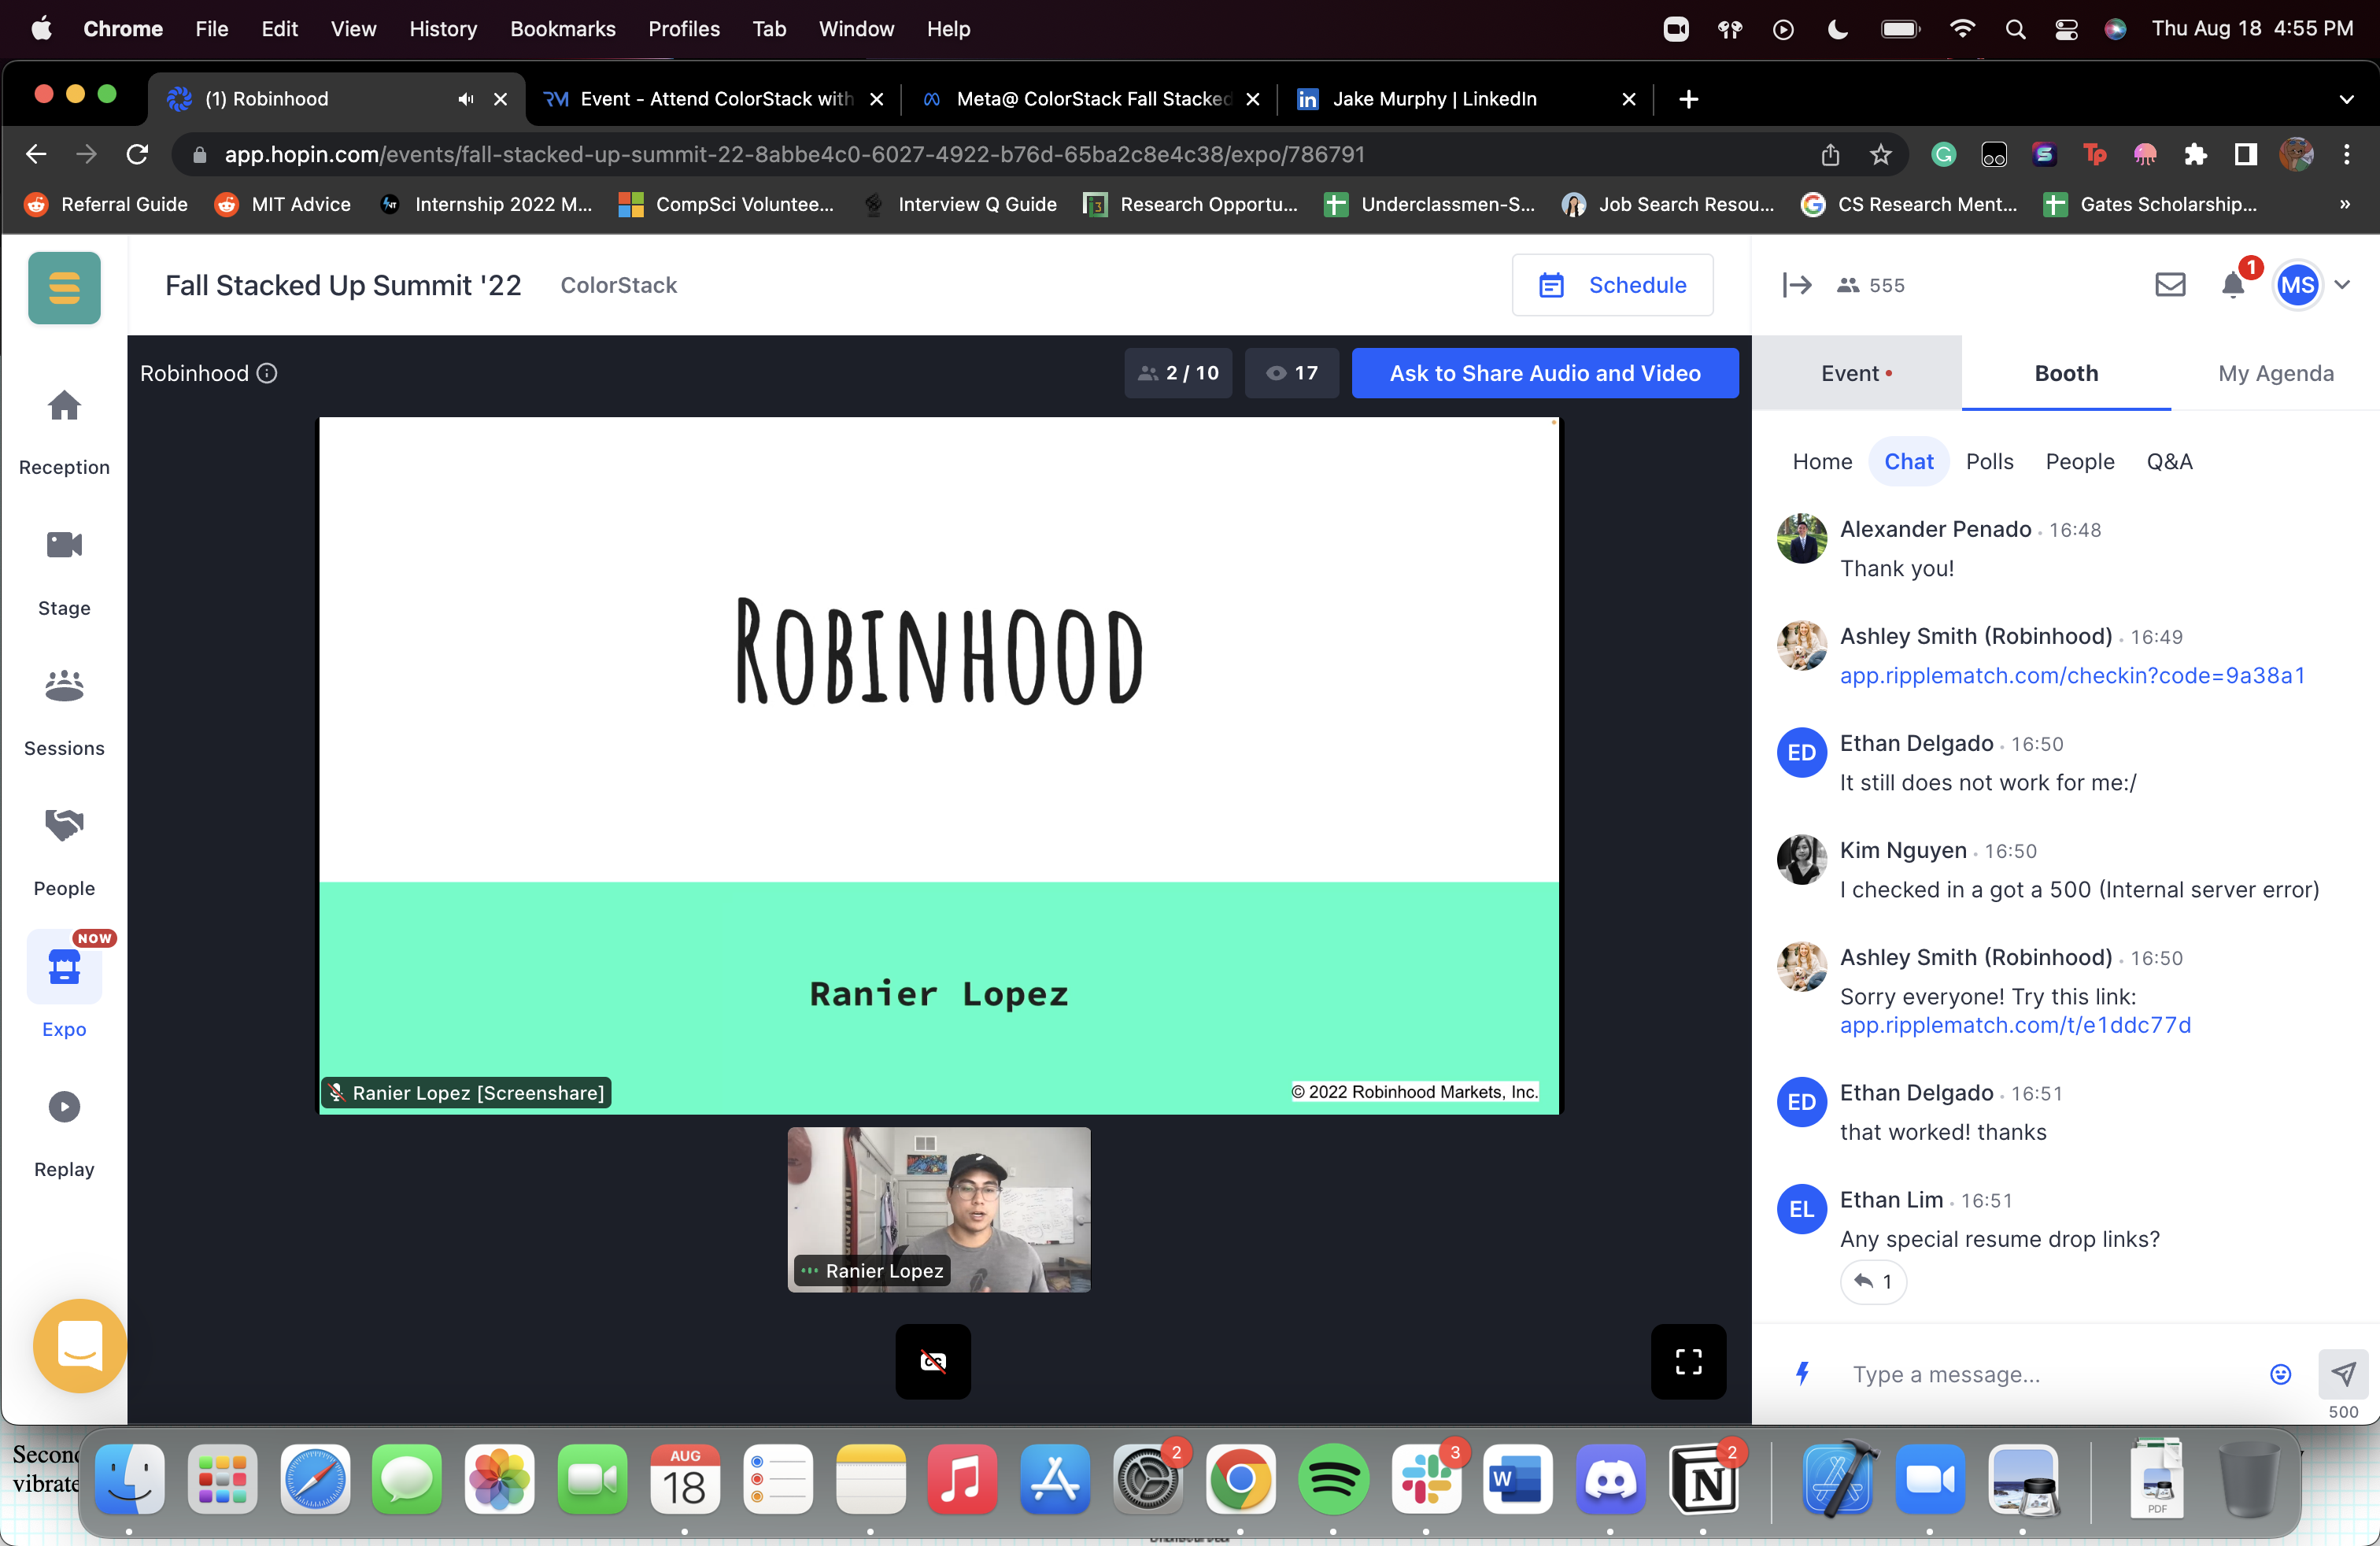 Chrome File Edit View History Bookmarks Profiles Tab Window Help Thu Aug 18 4:55 PM
(1) Robinhood Event - Attend ColorStack with Meta@ ColorStack Fall Stacked Jake Murphy | LinkedIn
app.hopin.com/events/fall-stacked-up-summit-22-8abbe4c0-6027-4922-b76d-65ba2c8e4c38/expo/786791
Referral Guide MIT Advice Internship 2022 M... CompSci Voluntee... Interview Q Guide Research Opportu... Underclassmen-S... Job Search Resou... CS Research Ment... Gates Scholarship... »
Fall Stacked Up Summit '22 ColorStack Schedule 555 1 MS
Robinhood 2 / 10 17 Ask to Share Audio and Video
Event Booth My Agenda
Reception
Stage
Sessions
People
NOW
Expo
Replay
ROBINHOOD
Ranier Lopez
Ranier Lopez [Screenshare]
© 2022 Robinhood Markets, Inc.
Ranier Lopez
CC
Home Chat Polls People Q&A
Alexander Penado 16:48
Thank you!
Ashley Smith (Robinhood) 16:49
app.ripplematch.com/checkin?code=9a38a1
ED Ethan Delgado 16:50
It still does not work for me:/
Kim Nguyen 16:50
I checked in a got a 500 (Internal server error)
Ashley Smith (Robinhood) 16:50
Sorry everyone! Try this link:
app.ripplematch.com/t/e1ddc77d
ED Ethan Delgado 16:51
that worked! thanks
EL Ethan Lim 16:51
Any special resume drop links?
1
Type a message...
500
Secon
vibrate
AUG
18
2
3
W
N
2
PDF